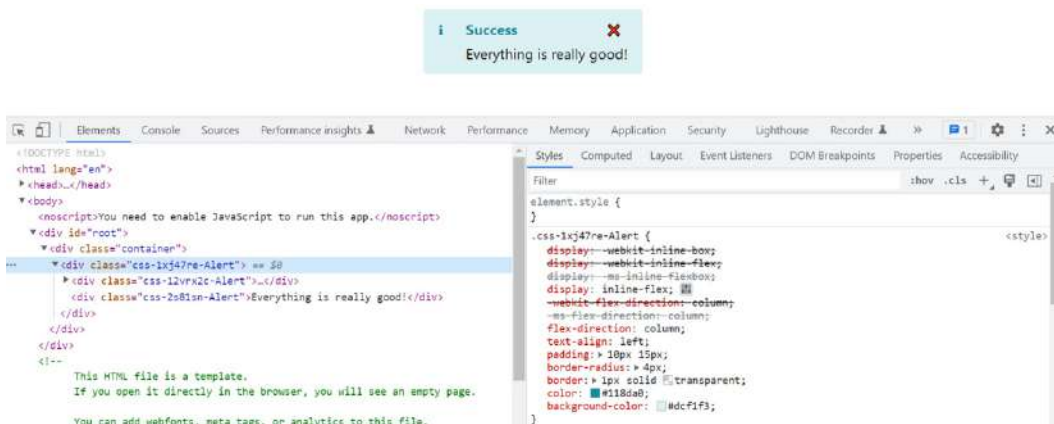 i Success ✖
Everything is really good!
Elements Console Sources Performance insights Network Performance Memory Application Security Lighthouse Recorder » 1
<!DOCTYPE html>
<html lang="en">
<head>…</head>
<body>
<noscript>You need to enable JavaScript to run this app.</noscript>
<div id="root">
<div class="container">
<div class="css-1xj47re-Alert"> == $0
<div class="css-12vrx2c-Alert">…</div>
<div class="css-2s81sn-Alert">Everything is really good!</div>
</div>
</div>
</div>
<!--
This HTML file is a template.
If you open it directly in the browser, you will see an empty page.
You can add webfonts, meta tags, or analytics to this file.
Styles Computed Layout Event Listeners DOM Breakpoints Properties Accessibility
Filter :hov .cls +
element.style {
}
.css-1xj47re-Alert { <style>
display: -webkit-inline-box;
display: -webkit-inline-flex;
display: -ms-inline-flexbox;
display: inline-flex;
-webkit-flex-direction: column;
-ms-flex-direction: column;
flex-direction: column;
text-align: left;
padding: 10px 15px;
border-radius: 4px;
border: 1px solid transparent;
color: #118da0;
background-color: #dcf1f3;
}